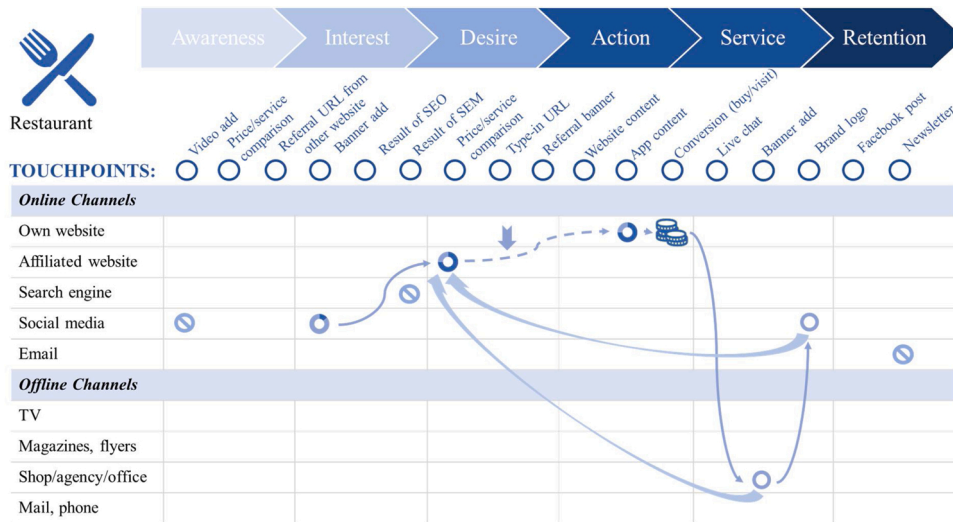 Awareness
Interest
Desire
Action
Service
Retention
Restaurant
Video add
Price/service
comparison
Referral URL from
other website
Banner add
Result of SEO
Result of SEM
Price/service
comparison
Type-in URL
Referral banner
Website content
App content
Conversion (buy/visit)
Live chat
Banner add
Brand logo
Facebook post
Newsletter
TOUCHPOINTS:
Online Channels
Own website
Affiliated website
Search engine
Social media
Email
Offline Channels
TV
Magazines, flyers
Shop/agency/office
Mail, phone